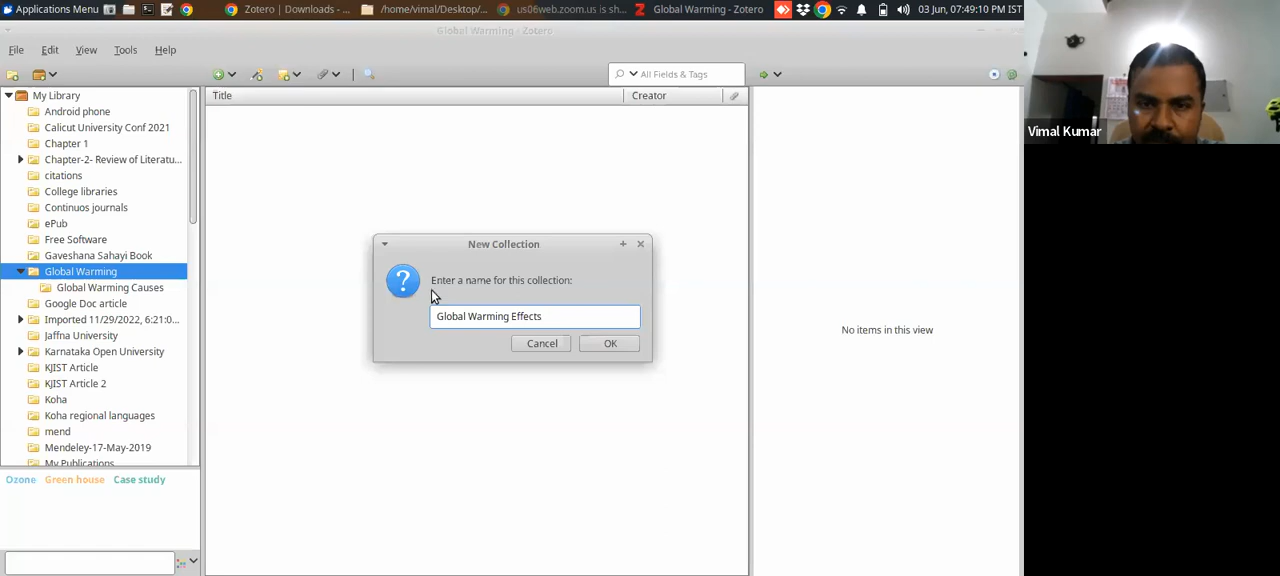 Applications Menu
Zotero | Downloads - ...
/home/vimal/Desktop/...
us06web.zoom.us is sh...
Global Warming - Zotero
03 Jun, 07:49:10 PM IST
Global Warming - Zotero
File Edit View Tools Help
All Fields & Tags
My Library
Android phone
Calicut University Conf 2021
Chapter 1
Chapter-2- Review of Literatu...
citations
College libraries
Continuos journals
ePub
Free Software
Gaveshana Sahayi Book
Global Warming
Global Warming Causes
Google Doc article
Imported 11/29/2022, 6:21:0...
Jaffna University
Karnataka Open University
KJIST Article
KJIST Article 2
Koha
Koha regional languages
mend
Mendeley-17-May-2019
My Publications
Ozone Green house Case study
Title Creator
New Collection
Enter a name for this collection:
Global Warming Effects
Cancel OK
No items in this view
Vimal Kumar